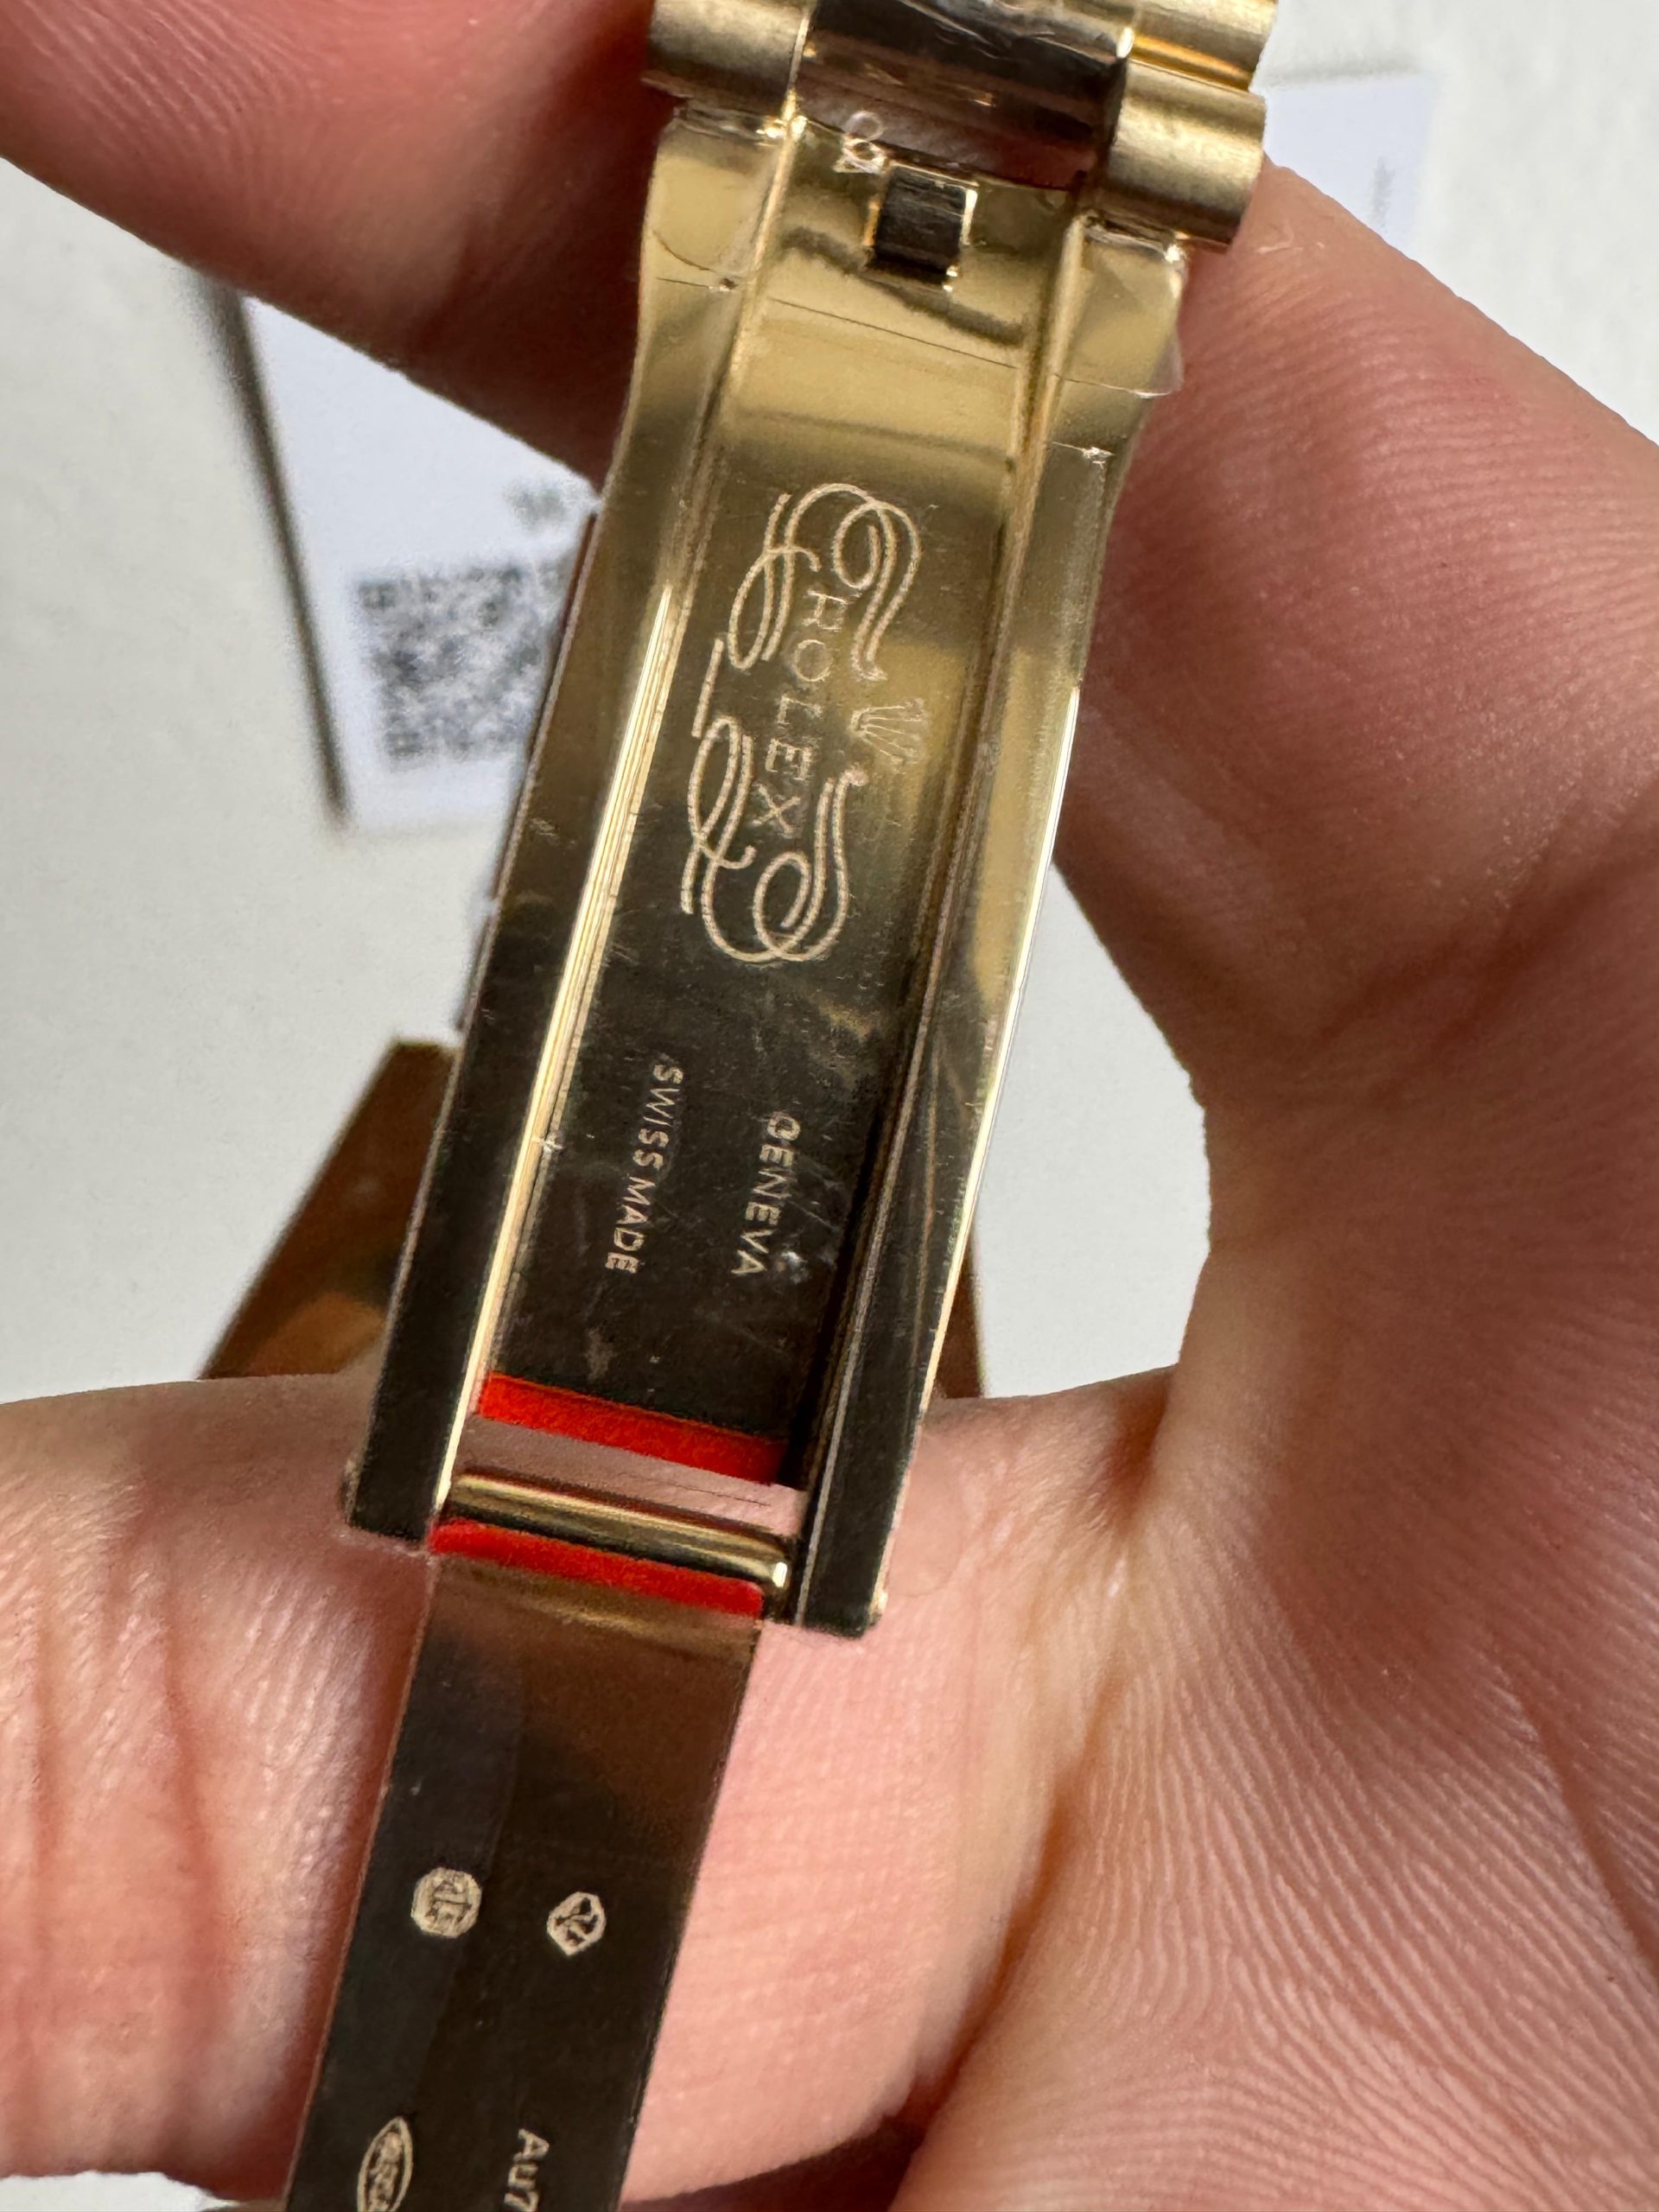 ROLEX
GENEVA
SWISS MADE
Au7